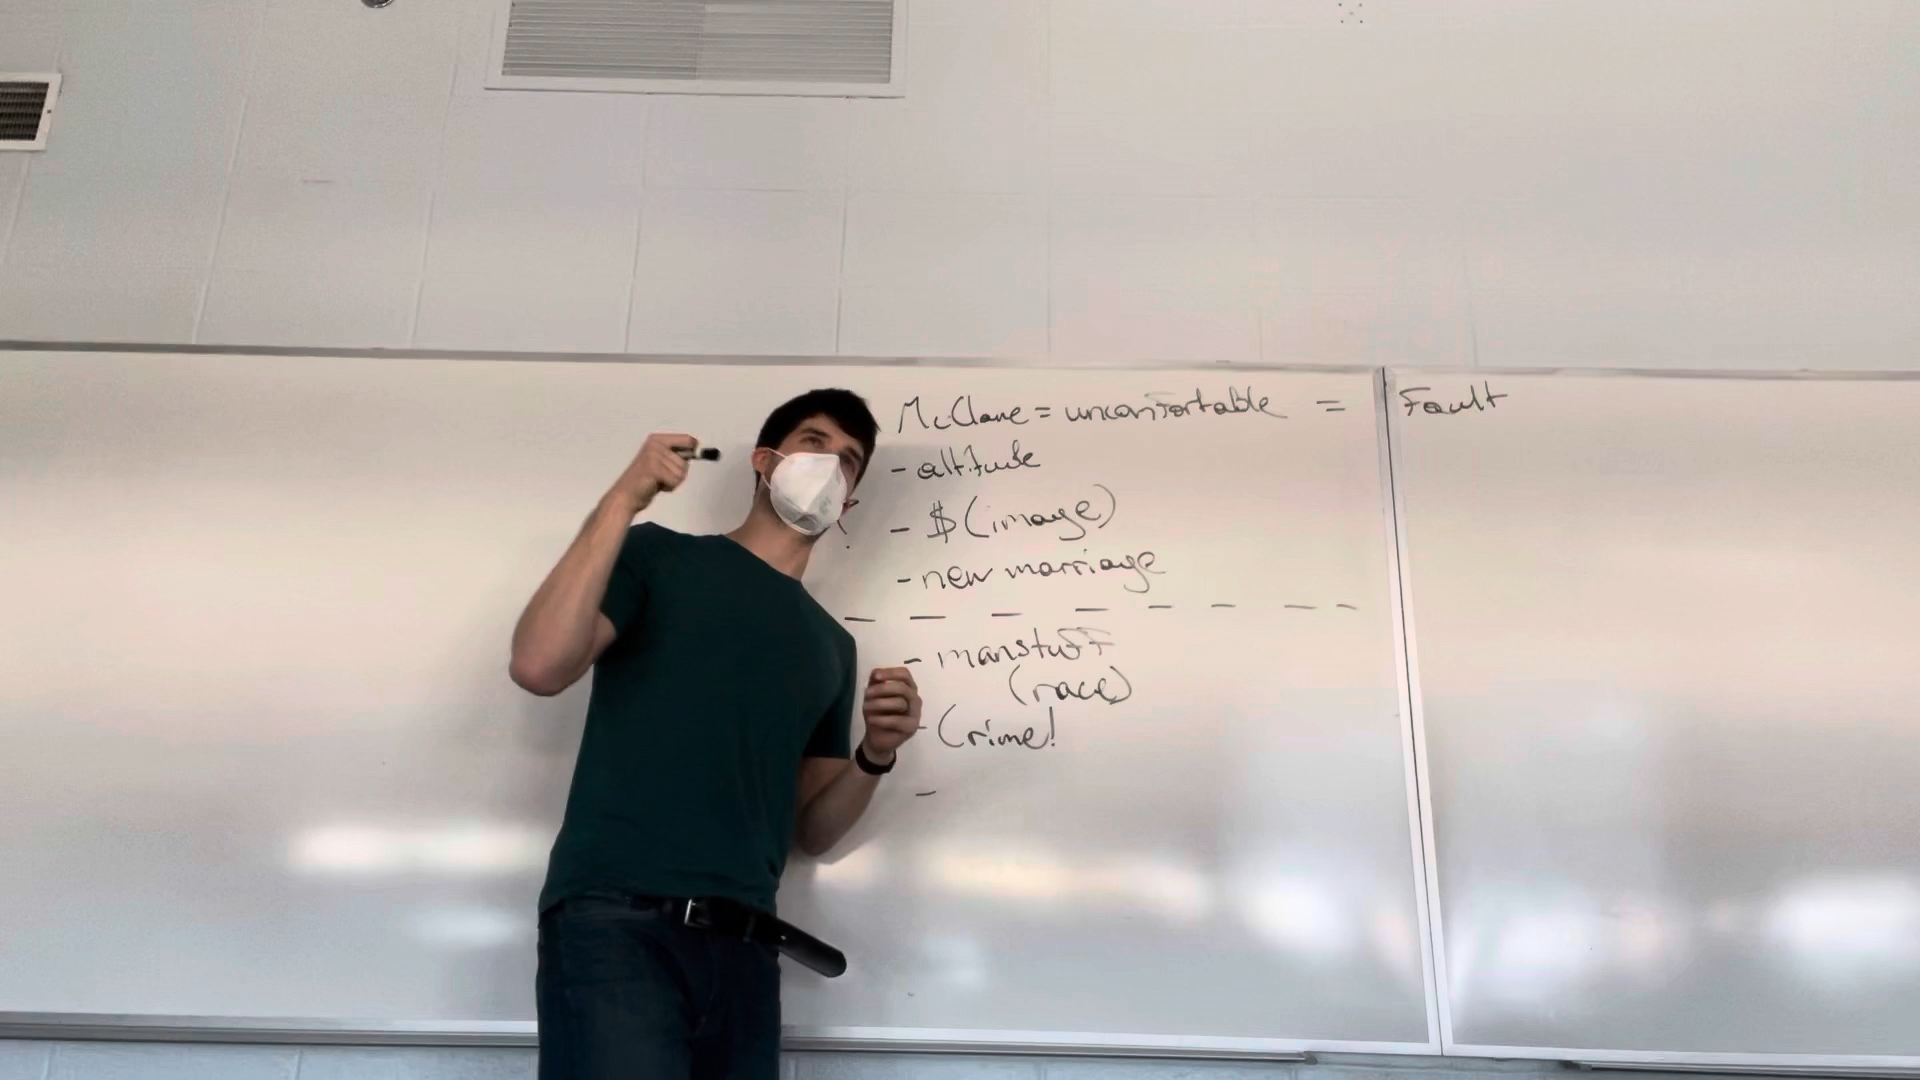 McClane = uncomfortable = Fault
- altitude
- $ (image)
- new marriage
- manstuff
(race)
- Crime!
-